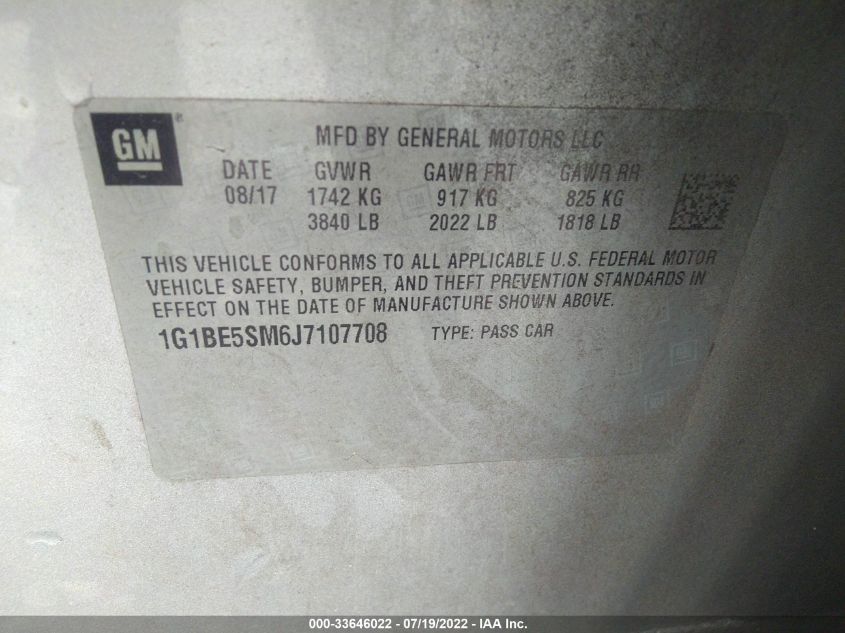 GM®
MFD BY GENERAL MOTORS LLC
DATE GVWR GAWR FRT GAWR RR
08/17 1742 KG 917 KG 825 KG
3840 LB 2022 LB 1818 LB
THIS VEHICLE CONFORMS TO ALL APPLICABLE U.S. FEDERAL MOTOR
VEHICLE SAFETY, BUMPER, AND THEFT PREVENTION STANDARDS IN
EFFECT ON THE DATE OF MANUFACTURE SHOWN ABOVE.
1G1BE5SM6J7107708 TYPE: PASS CAR
000-33646022 - 07/19/2022 - IAA Inc.